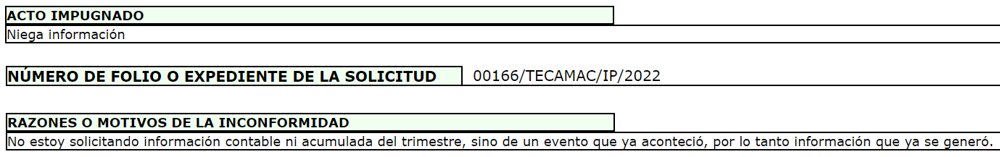 ACTO IMPUGNADO
Niega información
NÚMERO DE FOLIO O EXPEDIENTE DE LA SOLICITUD 00166/TECAMAC/IP/2022
RAZONES O MOTIVOS DE LA INCONFORMIDAD
No estoy solicitando información contable ni acumulada del trimestre, sino de un evento que ya aconteció, por lo tanto información que ya se generó.